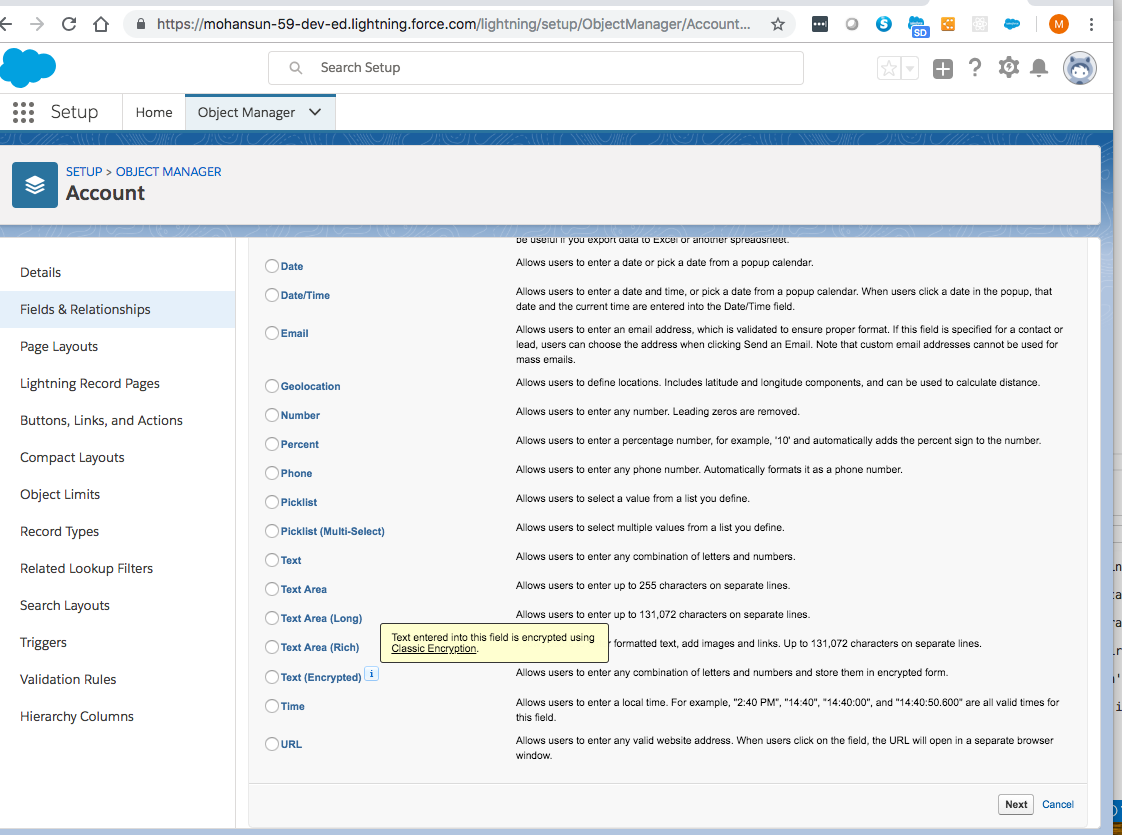 https://mohansun-59-dev-ed.lightning.force.com/lightning/setup/ObjectManager/Account...
SD
M
Search Setup
Setup
Home
Object Manager
SETUP > OBJECT MANAGER
Account
Details
Fields & Relationships
Page Layouts
Lightning Record Pages
Buttons, Links, and Actions
Compact Layouts
Object Limits
Record Types
Related Lookup Filters
Search Layouts
Triggers
Validation Rules
Hierarchy Columns
be useful if you export data to Excel or another spreadsheet.
Date
Allows users to enter a date or pick a date from a popup calendar.
Date/Time
Allows users to enter a date and time, or pick a date from a popup calendar. When users click a date in the popup, that
date and the current time are entered into the Date/Time field.
Email
Allows users to enter an email address, which is validated to ensure proper format. If this field is specified for a contact or
lead, users can choose the address when clicking Send an Email. Note that custom email addresses cannot be used for
mass emails.
Geolocation
Allows users to define locations. Includes latitude and longitude components, and can be used to calculate distance.
Number
Allows users to enter any number. Leading zeros are removed.
Percent
Allows users to enter a percentage number, for example, '10' and automatically adds the percent sign to the number.
Phone
Allows users to enter any phone number. Automatically formats it as a phone number.
Picklist
Allows users to select a value from a list you define.
Picklist (Multi-Select)
Allows users to select multiple values from a list you define.
Text
Allows users to enter any combination of letters and numbers.
Text Area
Allows users to enter up to 255 characters on separate lines.
Text Area (Long)
Allows users to enter up to 131,072 characters on separate lines.
Text entered into this field is encrypted using
Classic Encryption.
Text Area (Rich)
formatted text, add images and links. Up to 131,072 characters on separate lines.
Text (Encrypted) i
Allows users to enter any combination of letters and numbers and store them in encrypted form.
Time
Allows users to enter a local time. For example, "2:40 PM", "14:40", "14:40:00", and "14:40:50.600" are all valid times for
this field.
URL
Allows users to enter any valid website address. When users click on the field, the URL will open in a separate browser
window.
Next
Cancel